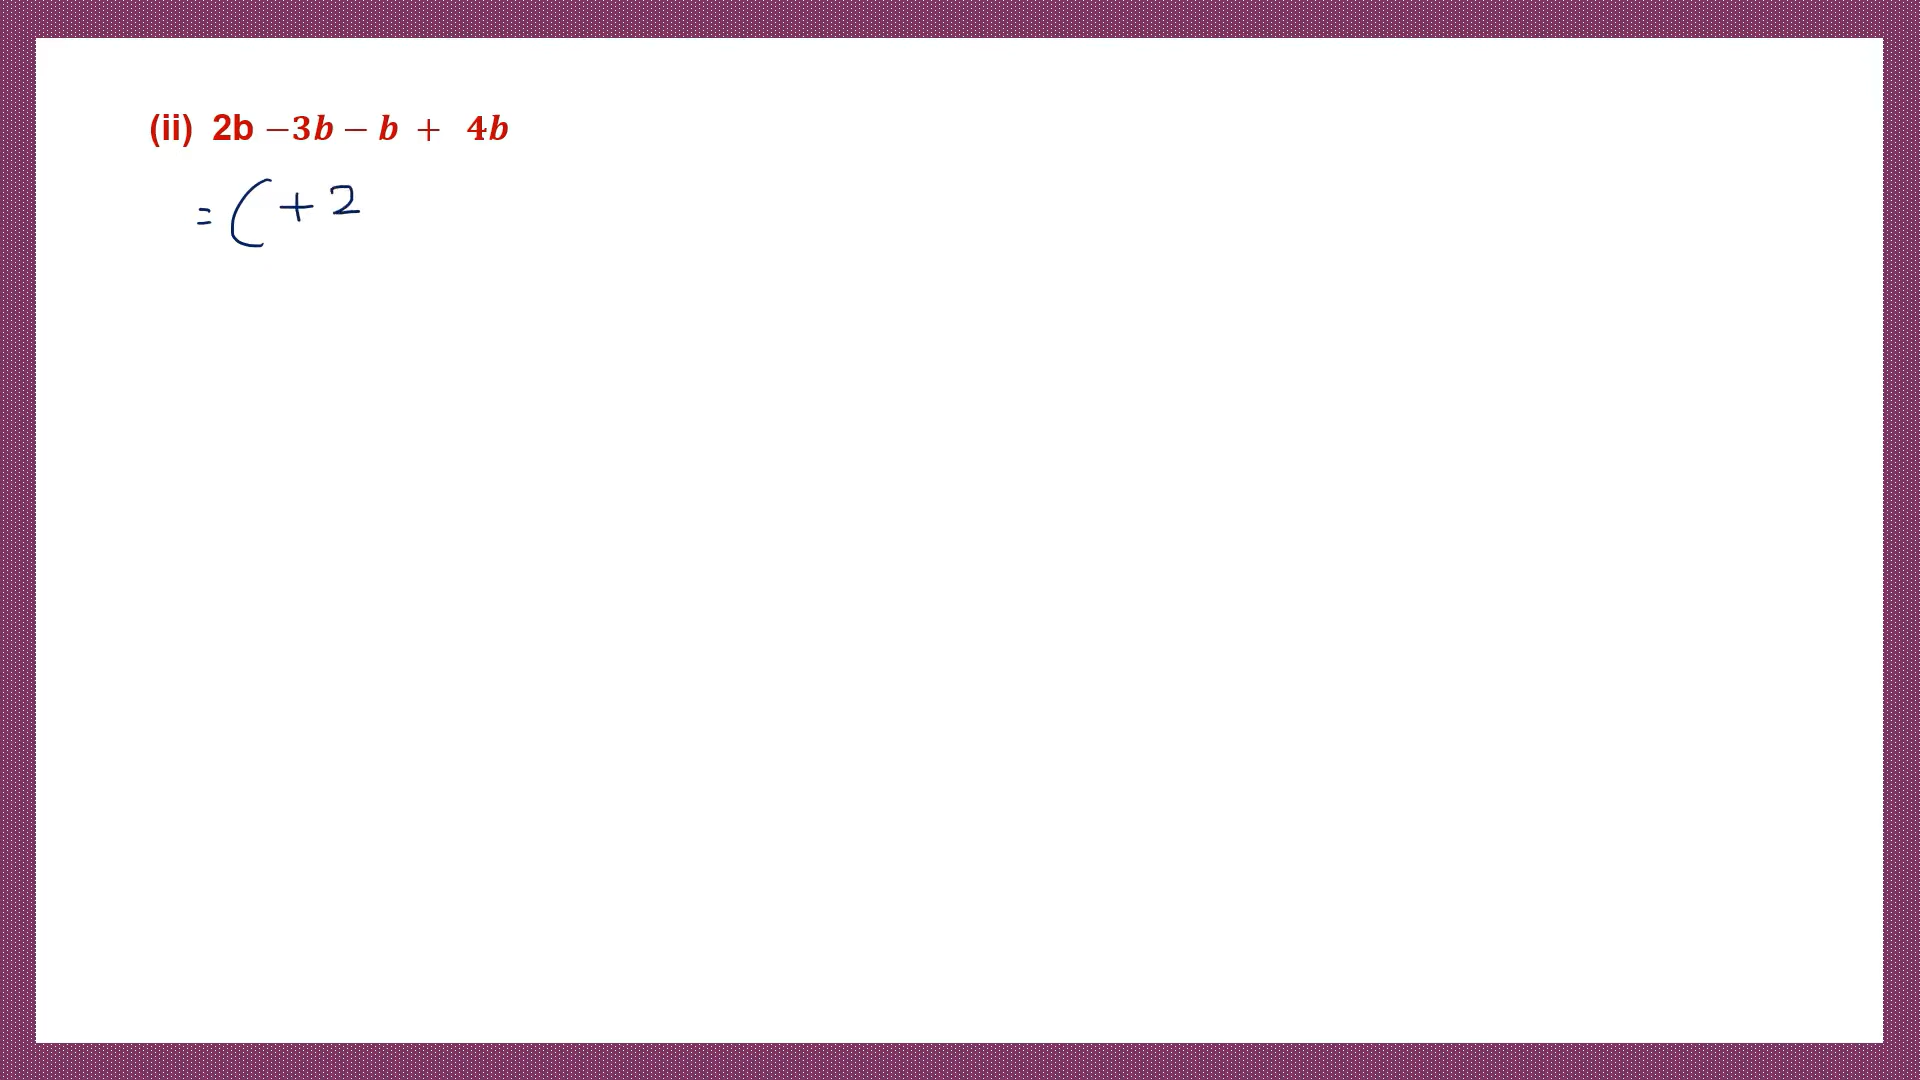 (ii) 2b −3b − b + 4b
= ( + 2